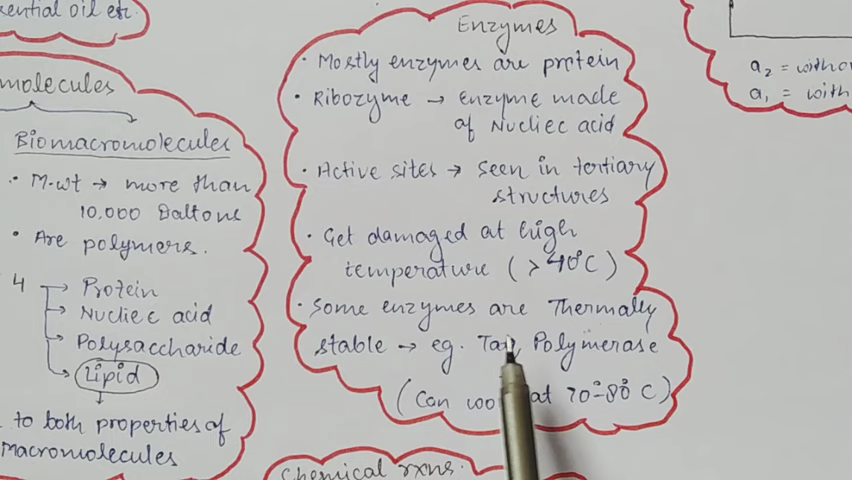 sential oil etc.
molecules
Biomacromolecules
• M.wt → more than
10,000 Daltons
• Are polymers.
4 → Protein
→ Nucliec acid
→ Polysaccharide
→ Lipid
to both properties of
macromolecules
Enzymes
• Mostly enzymes are protein
• Ribozyme → enzyme made
of Nucliec acid
• Active sites → seen in tertiary
structures
• Get damaged at high
temperature (>40°C)
• Some enzymes are Thermally
stable → eg. Taq Polymerase
(Can at 70°-80°C)
Chemical rxns.
a2 = witho
a1 = with